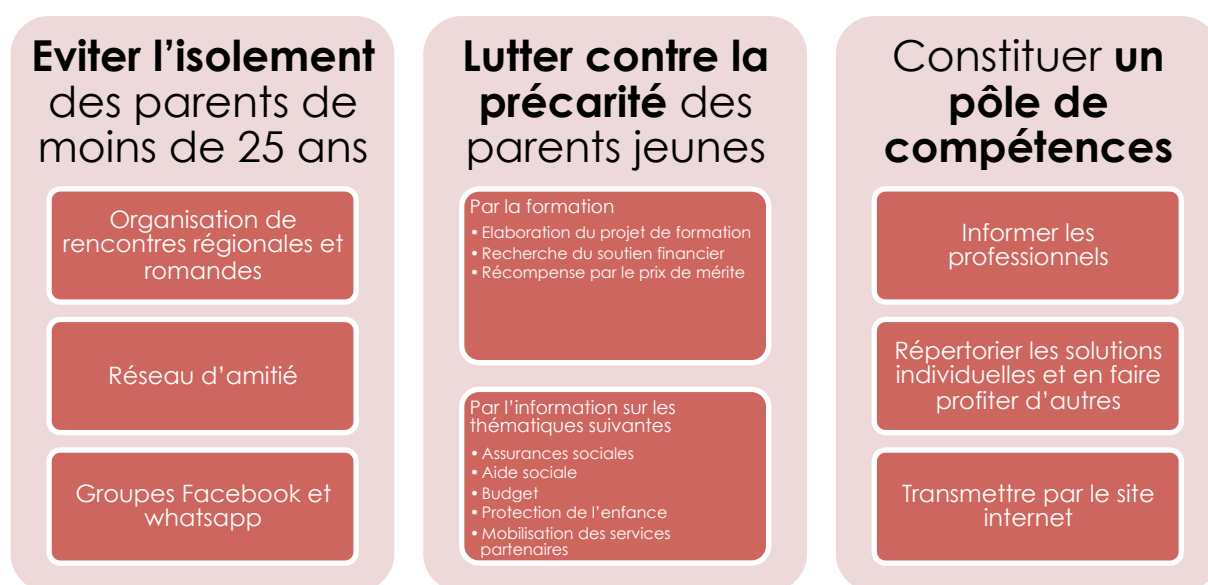 Eviter l’isolement
des parents de
moins de 25 ans
Organisation de
rencontres régionales et
romandes
Réseau d’amitié
Groupes Facebook et
whatsapp
Lutter contre la
précarité des
parents jeunes
Par la formation
• Elaboration du projet de formation
• Recherche du soutien financier
• Récompense par le prix de mérite
Par l’information sur les
thématiques suivantes
• Assurances sociales
• Aide sociale
• Budget
• Protection de l’enfance
• Mobilisation des services
partenaires
Constituer un
pôle de
compétences
Informer les
professionnels
Répertorier les solutions
individuelles et en faire
profiter d’autres
Transmettre par le site
internet